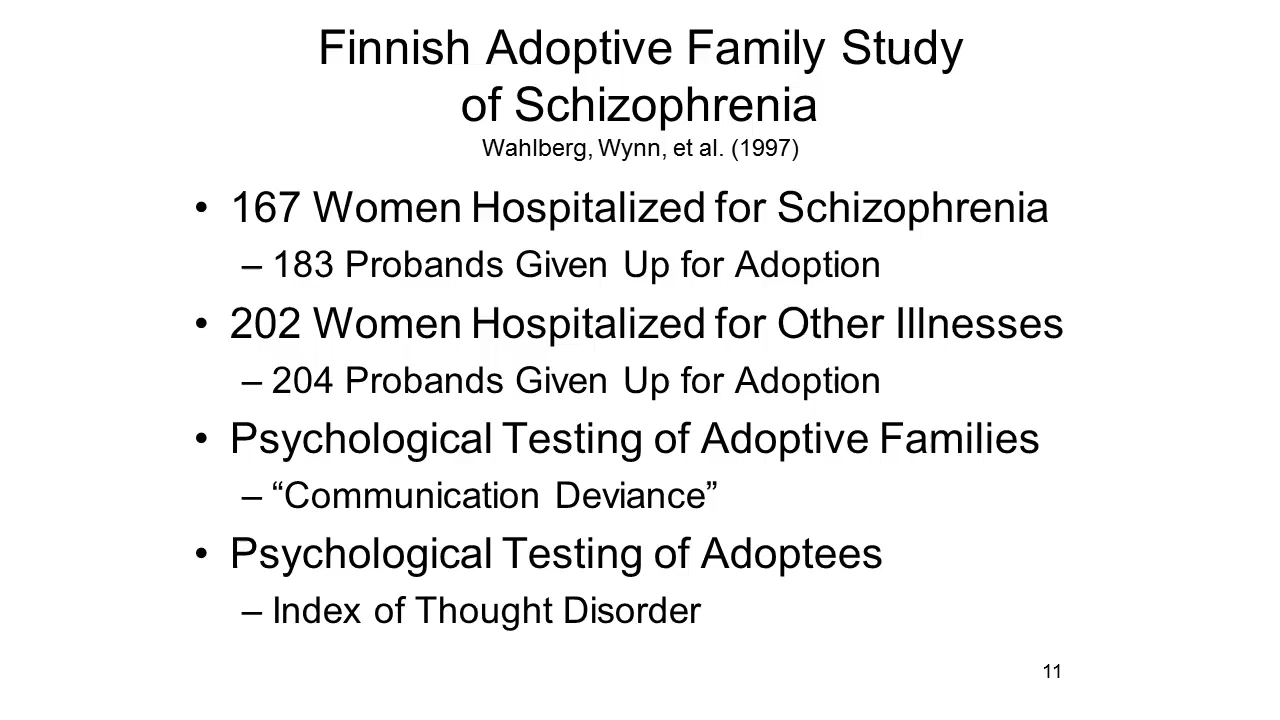 Finnish Adoptive Family Study
of Schizophrenia
Wahlberg, Wynn, et al. (1997)
• 167 Women Hospitalized for Schizophrenia
– 183 Probands Given Up for Adoption
• 202 Women Hospitalized for Other Illnesses
– 204 Probands Given Up for Adoption
• Psychological Testing of Adoptive Families
– “Communication Deviance”
• Psychological Testing of Adoptees
– Index of Thought Disorder
11